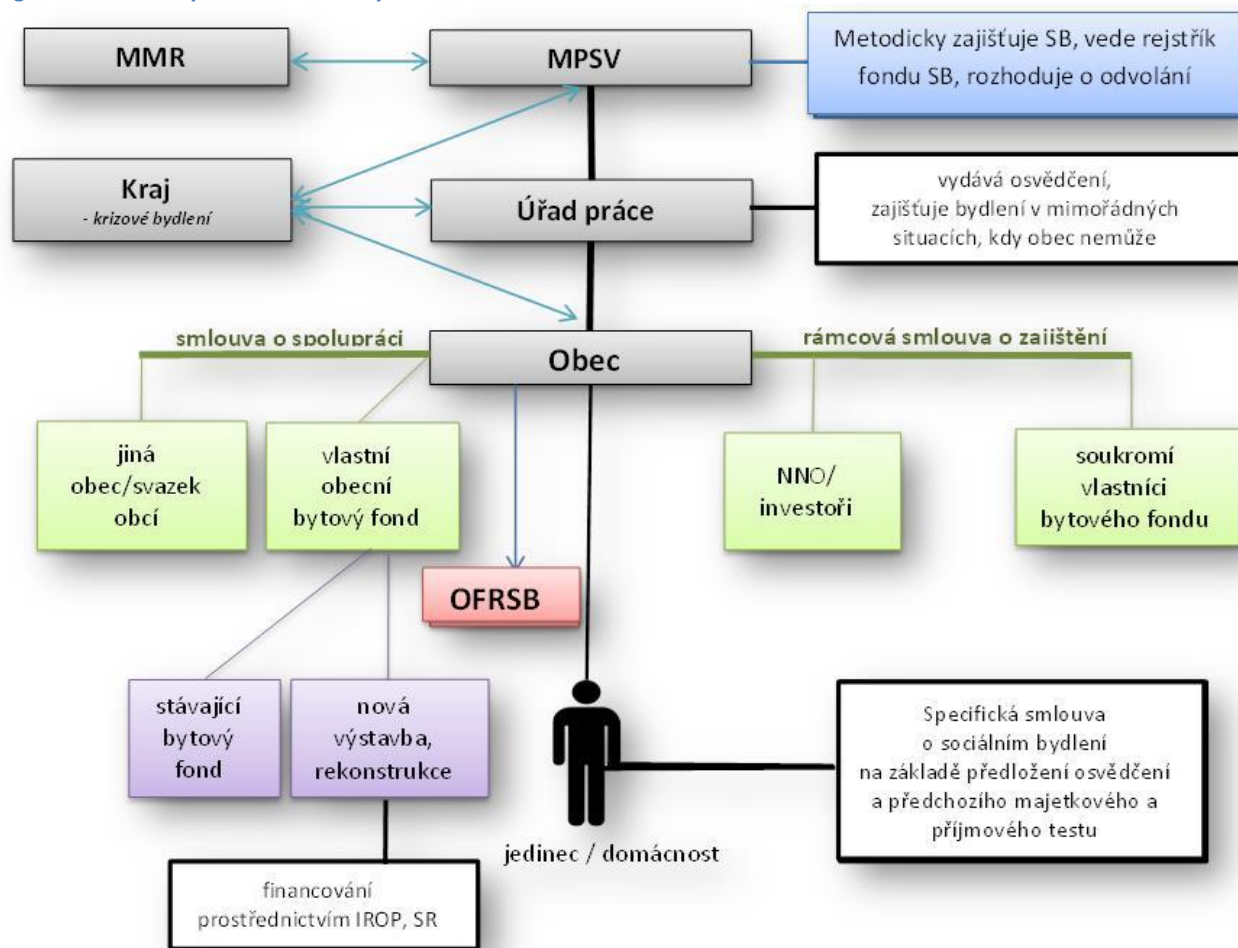 MMR
MPSV
Metodicky zajišťuje SB, vede rejstřík
fondu SB, rozhoduje o odvolání
Kraj
- krizové bydlení
Úřad práce
vydává osvědčení,
zajišťuje bydlení v mimořádných
situacích, kdy obec nemůže
smlouva o spolupráci
Obec
rámcová smlouva o zajištění
jiná
obec/svazek
obcí
vlastní
obecní
bytový fond
NNO/
investoři
soukromí
vlastníci
bytového fondu
OFRSB
stávající
bytový
fond
nová
výstavba,
rekonstrukce
Specifická smlouva
o sociálním bydlení
na základě předložení osvědčení
a předchozího majetkového a
příjmového testu
jedinec / domácnost
financování
prostřednictvím IROP, SR